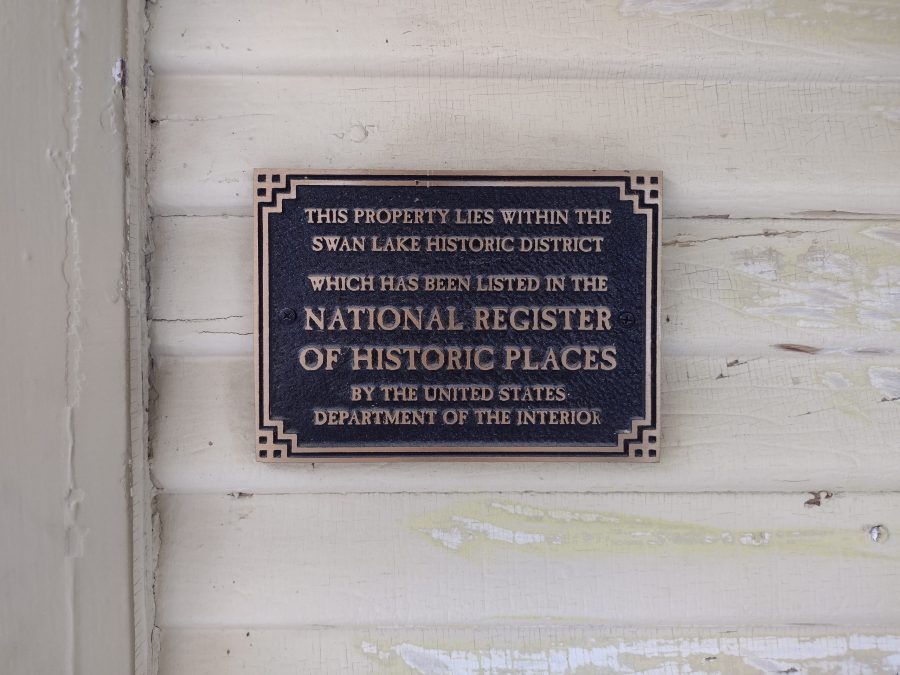 THIS PROPERTY LIES WITHIN THE
SWAN LAKE HISTORIC DISTRICT
WHICH HAS BEEN LISTED IN THE
NATIONAL REGISTER
OF HISTORIC PLACES
BY THE UNITED STATES
DEPARTMENT OF THE INTERIOR